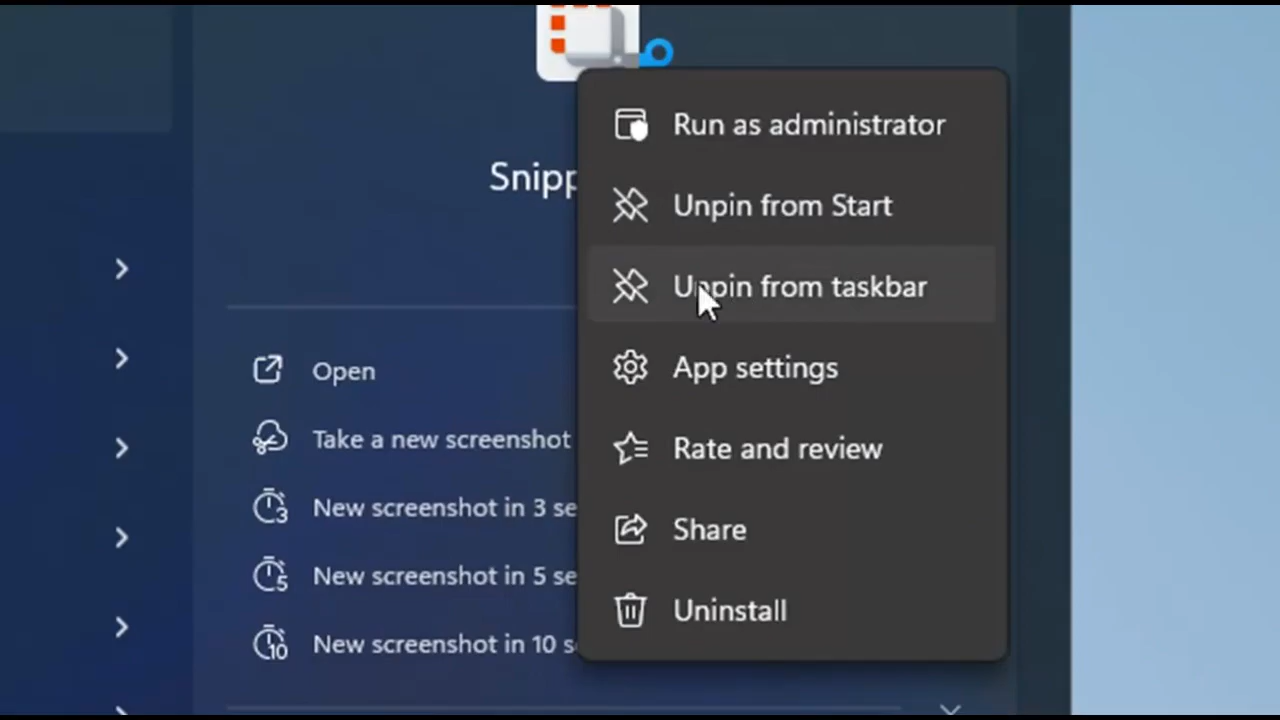 Run as administrator
Snipp
Unpin from Start
Unpin from taskbar
Open
App settings
Take a new screenshot
Rate and review
New screenshot in 3 se
Share
New screenshot in 5 se
Uninstall
New screenshot in 10 s